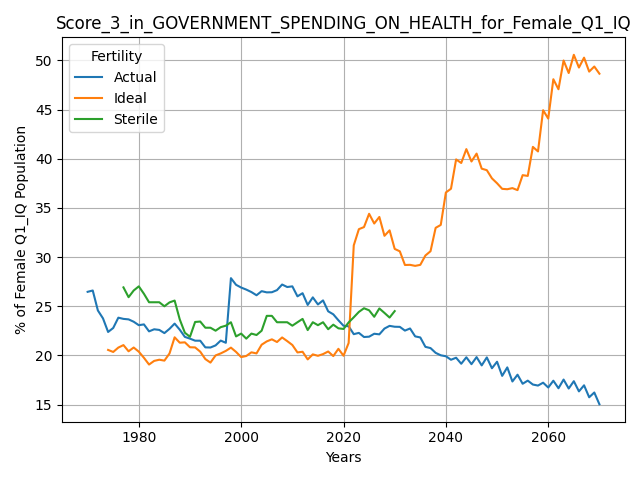 Score_3_in_GOVERNMENT_SPENDING_ON_HEALTH_for_Female_Q1_IQ
Fertility
Actual
Ideal
Sterile
% of Female Q1_IQ Population
50
45
40
35
30
25
20
15
1980
2000
2020
2040
2060
Years